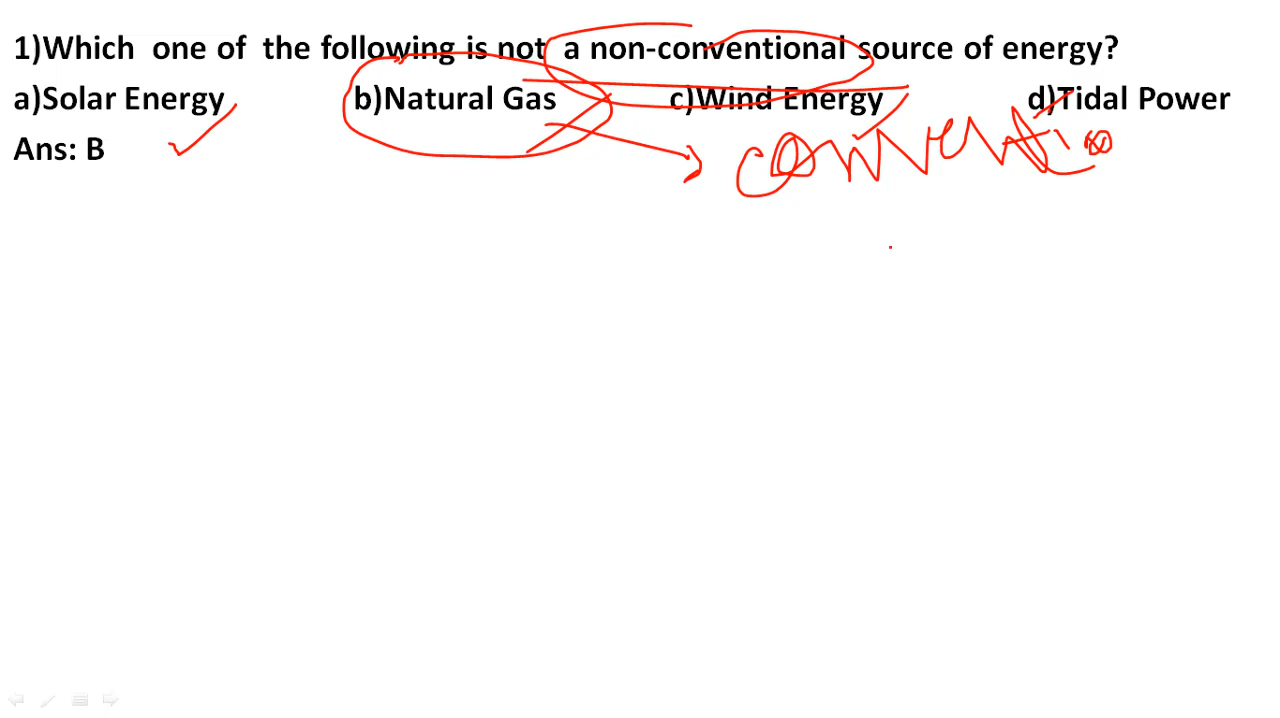 1)Which one of the following is not a non-conventional source of energy?
a)Solar Energy b)Natural Gas c)Wind Energy d)Tidal Power
Ans: B